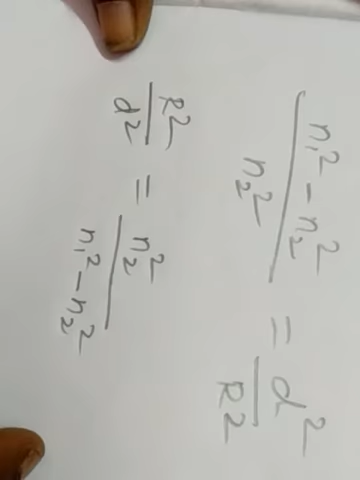 (n₁² - n₂²)/n₂² = d²/R²
R²/d² = n₂²/(n₁² - n₂²)